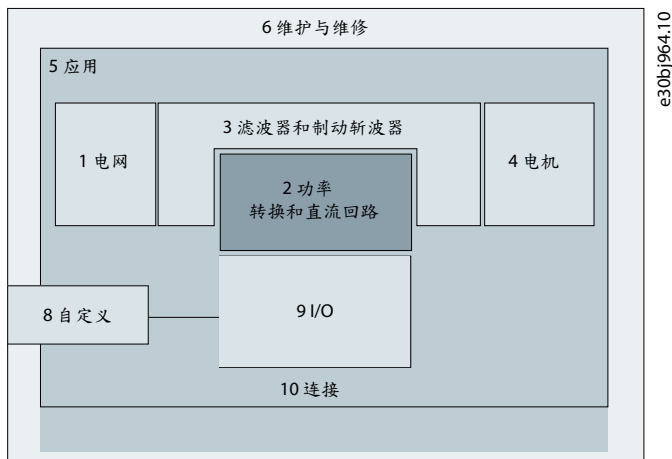 6 维护与维修
5 应用
1 电网
3 滤波器和制动斩波器
4 电机
2 功率
转换和直流回路
8 自定义
9 I/O
10 连接
e30bj964.10